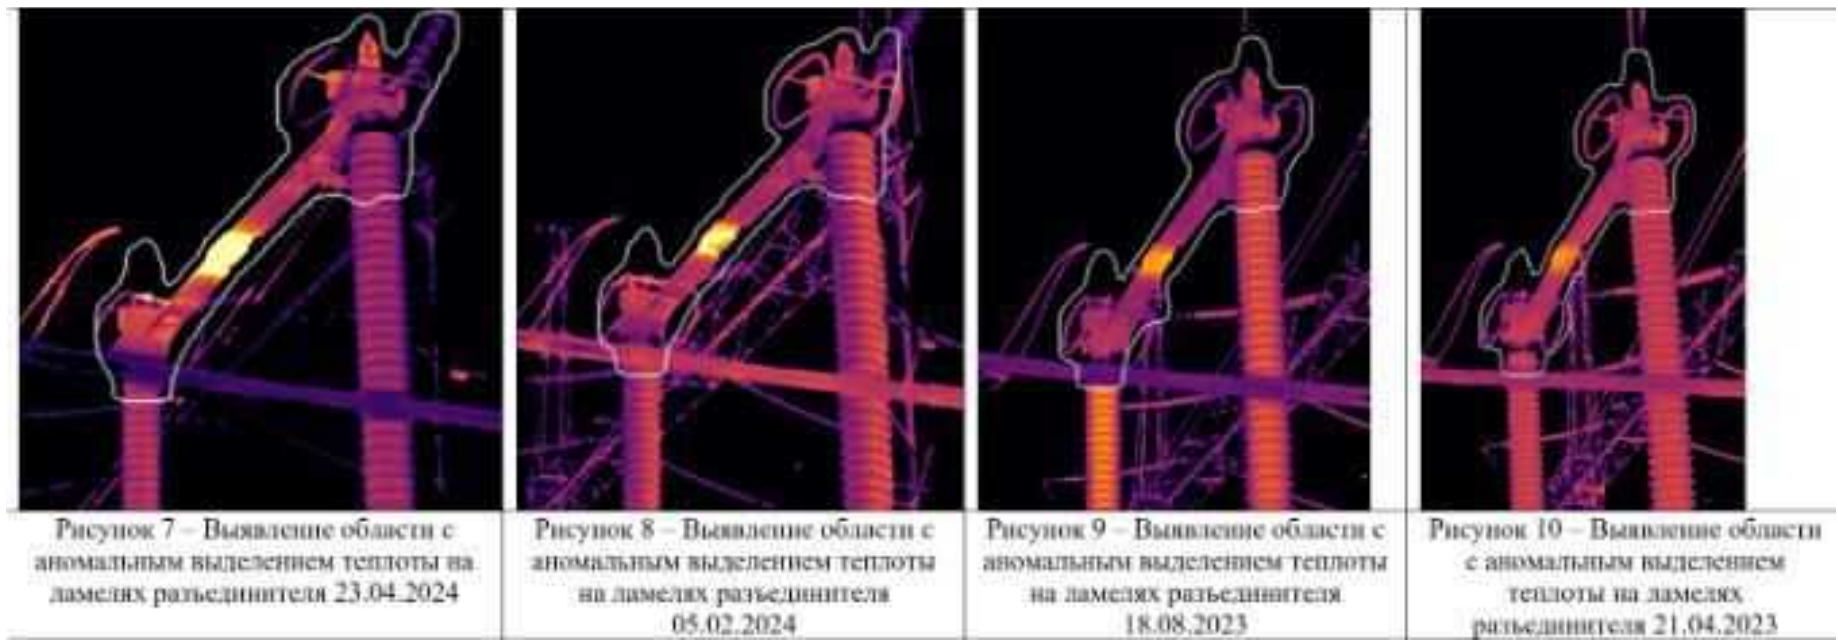 Рисунок 7 – Выявление области с
аномальным выделением теплоты на
ламелях разъединителя 23.04.2024
Рисунок 8 – Выявление области с
аномальным выделением теплоты
на ламелях разъединителя
05.02.2024
Рисунок 9 – Выявление области с
аномальным выделением теплоты
на ламелях разъединителя
18.08.2023
Рисунок 10 – Выявление области
с аномальным выделением
теплоты на ламелях
разъединителя 21.04.2023